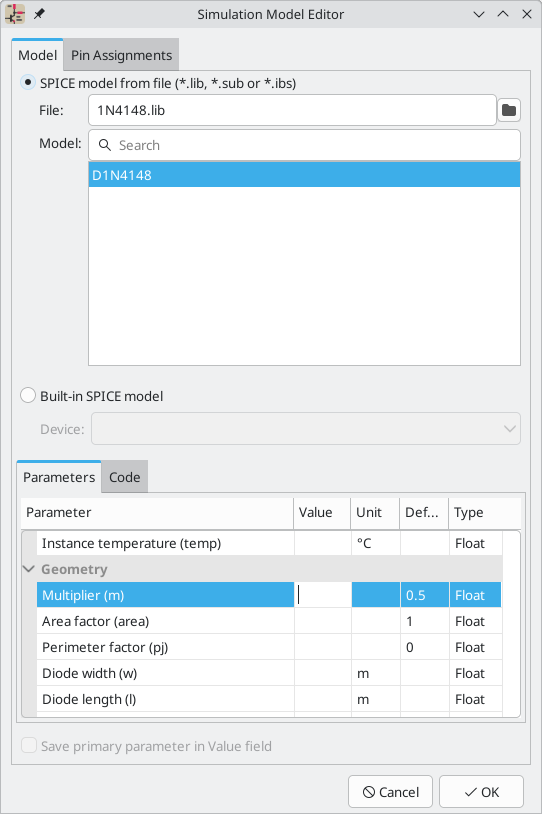 Simulation Model Editor
Model Pin Assignments
SPICE model from file (*.lib, *.sub or *.ibs)
File: 1N4148.lib
Model: Search
D1N4148
Built-in SPICE model
Device:
Parameters Code
Parameter Value Unit Def... Type
Instance temperature (temp) °C Float
Geometry
Multiplier (m) 0.5 Float
Area factor (area) 1 Float
Perimeter factor (pj) 0 Float
Diode width (w) m Float
Diode length (l) m Float
Save primary parameter in Value field
Cancel OK